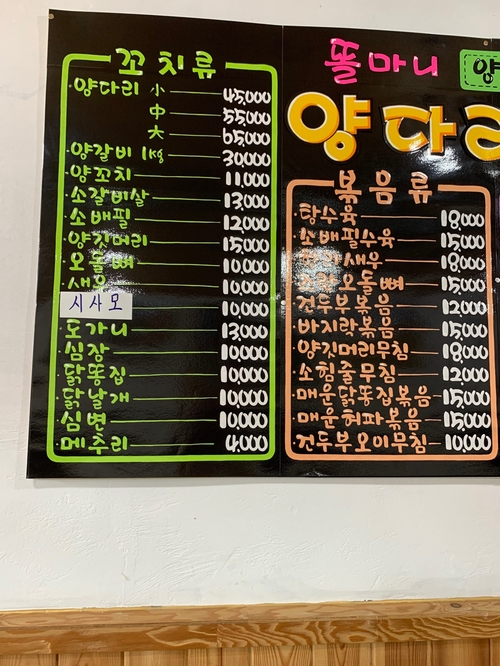 꼬치류
양다리 小 45,000
中 55,000
大 65,000
양갈비 1kg 30,000
양꼬치 11,000
소갈비살 13,000
소배필 12,000
양깃머리 15,000
오돌뼈 10,000
새우 10,000
시사모 10,000
도가니 13,000
심장 10,000
닭똥집 10,000
닭날개 10,000
심변 10,000
메추리 4,000
똘마니 양
양다리
볶음류
탕수육 18,000
소배필수육 15,000
새우 18,000
오돌뼈 15,000
건두부볶음 12,000
바지락볶음 15,000
양깃머리무침 18,000
소힘줄무침 12,000
매운닭똥집볶음 15,000
매운허파볶음 15,000
건두부오이무침 10,000